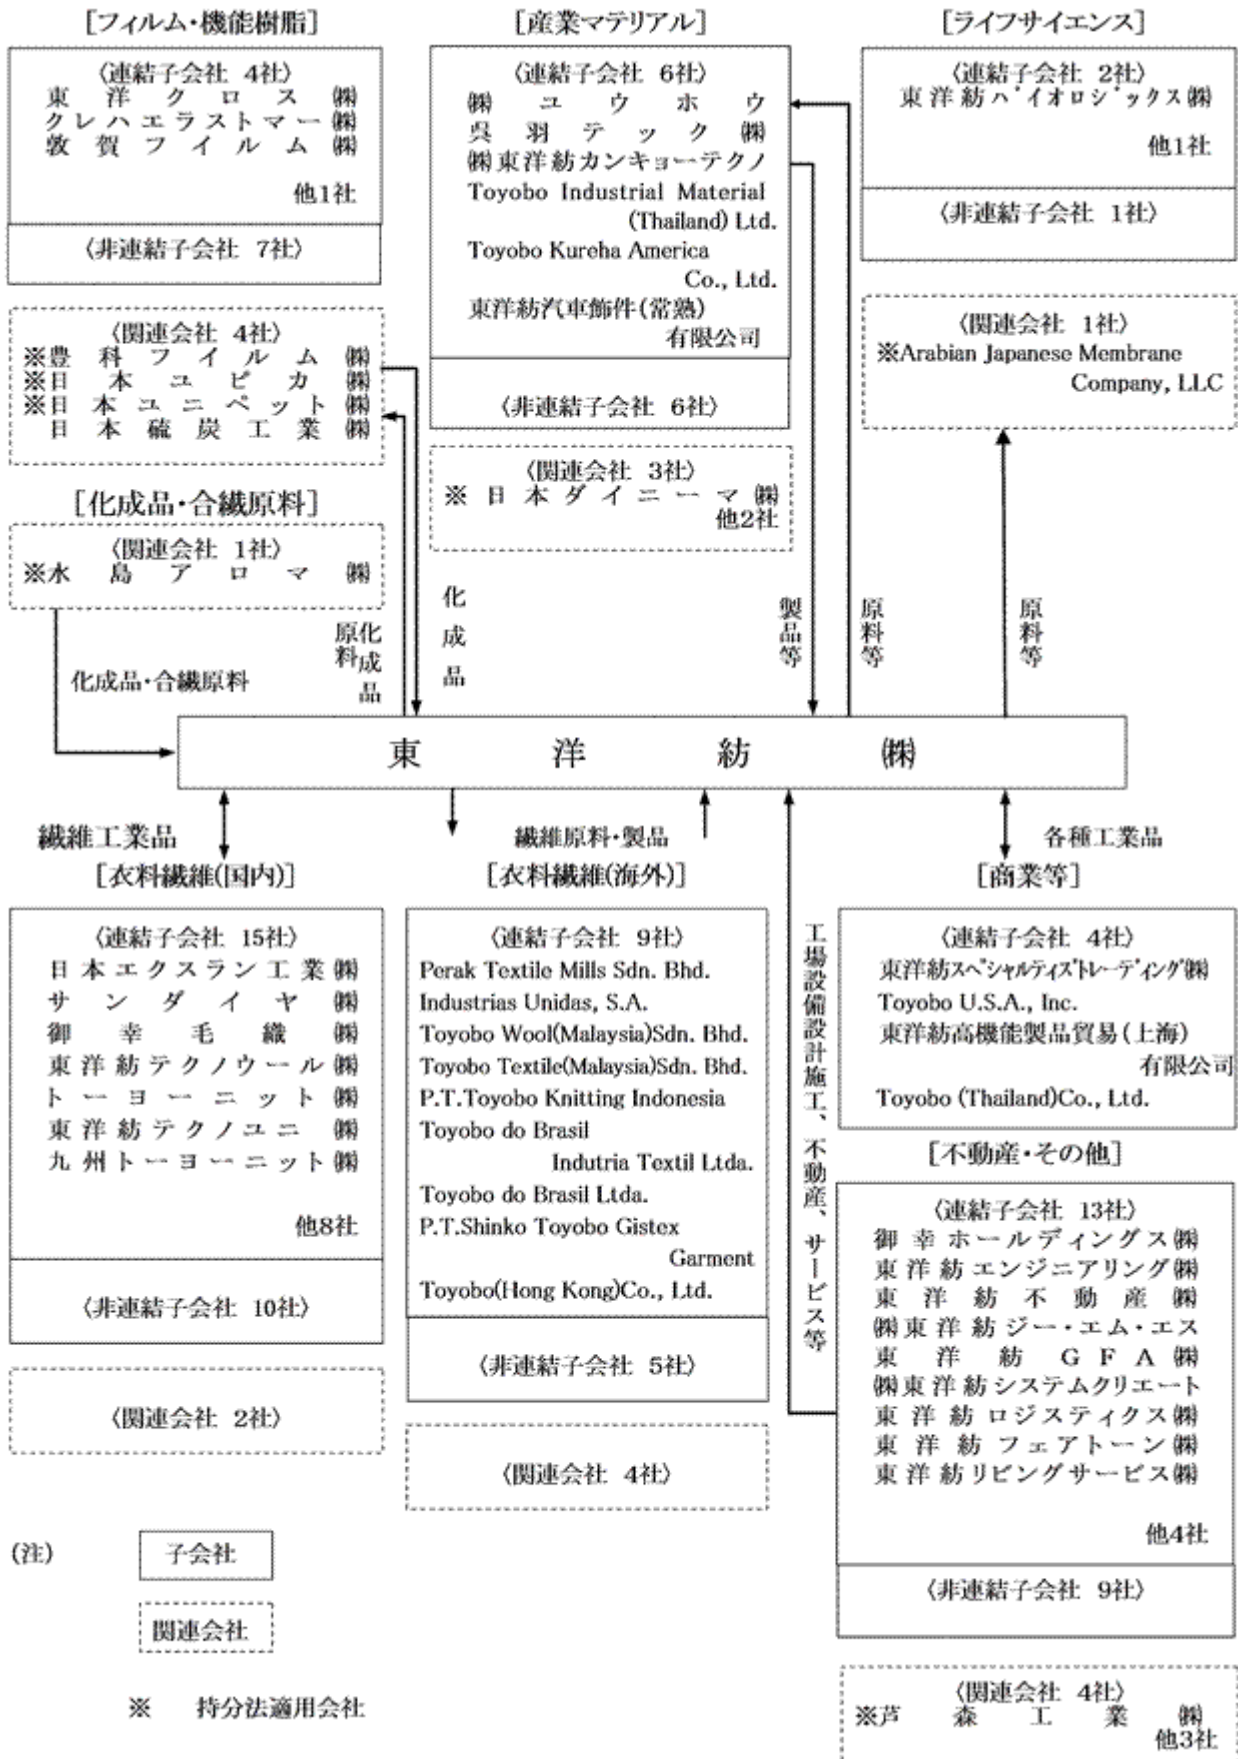 [フィルム・機能樹脂]
〈連結子会社 4社〉
東洋クロス㈱
クレハエラストマー㈱
敦賀フイルム㈱
他1社
〈非連結子会社 7社〉
〈関連会社 4社〉
※豊科フイルム㈱
※日本ユピカ㈱
※日本ユニペット㈱
日本硫炭工業㈱
[化成品・合繊原料]
〈関連会社 1社〉
※水島アロマ㈱
[産業マテリアル]
〈連結子会社 6社〉
㈱ユウホウ
呉羽テック㈱
㈱東洋紡カンキョーテクノ
Toyobo Industrial Material
(Thailand) Ltd.
Toyobo Kureha America
Co., Ltd.
東洋紡汽車飾件(常熟)
有限公司
〈非連結子会社 6社〉
〈関連会社 3社〉
※日本ダイニーマ㈱
他2社
[ライフサイエンス]
〈連結子会社 2社〉
東洋紡バイオロジックス㈱
他1社
〈非連結子会社 1社〉
〈関連会社 1社〉
※Arabian Japanese Membrane
Company, LLC
化成品・合繊原料
化成品
原料
化成品
製品等
原料等
原料等
東洋紡㈱
繊維工業品
繊維原料・製品
各種工業品
[衣料繊維(国内)]
〈連結子会社 15社〉
日本エクスラン工業㈱
サンダイヤ㈱
御幸毛織㈱
東洋紡テクノウール㈱
トーヨーニット㈱
東洋紡テクノユニ㈱
九州トーヨーニット㈱
他8社
〈非連結子会社 10社〉
〈関連会社 2社〉
[衣料繊維(海外)]
〈連結子会社 9社〉
Perak Textile Mills Sdn. Bhd.
Industrias Unidas, S.A.
Toyobo Wool(Malaysia)Sdn. Bhd.
Toyobo Textile(Malaysia)Sdn. Bhd.
P.T.Toyobo Knitting Indonesia
Toyobo do Brasil
Indutria Textil Ltda.
Toyobo do Brasil Ltda.
P.T.Shinko Toyobo Gistex
Garment
Toyobo(Hong Kong)Co., Ltd.
〈非連結子会社 5社〉
〈関連会社 4社〉
工場設備設計施工、不動産、サービス等
[商業等]
〈連結子会社 4社〉
東洋紡スペシャルティズトレーディング㈱
Toyobo U.S.A., Inc.
東洋紡高機能製品貿易(上海)
有限公司
Toyobo (Thailand)Co., Ltd.
[不動産・その他]
〈連結子会社 13社〉
御幸ホールディングス㈱
東洋紡エンジニアリング㈱
東洋紡不動産㈱
㈱東洋紡ジー・エム・エス
東洋紡GFA㈱
㈱東洋紡システムクリエート
東洋紡ロジスティクス㈱
東洋紡フェアトーン㈱
東洋紡リビングサービス㈱
他4社
〈非連結子会社 9社〉
〈関連会社 4社〉
※芦森工業㈱
他3社
(注)
子会社
関連会社
※ 持分法適用会社